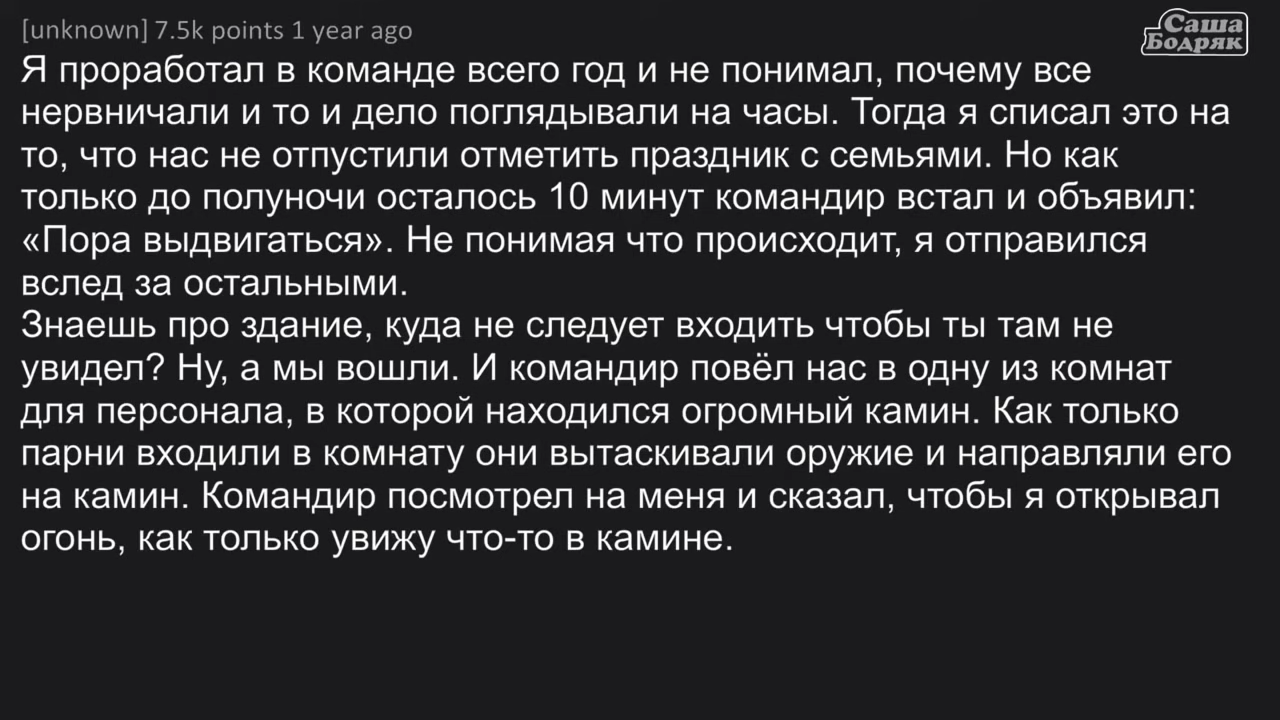 [unknown] 7.5k points 1 year ago
Саша
Бодряк
Я проработал в команде всего год и не понимал, почему все
нервничали и то и дело поглядывали на часы. Тогда я списал это на
то, что нас не отпустили отметить праздник с семьями. Но как
только до полуночи осталось 10 минут командир встал и объявил:
«Пора выдвигаться». Не понимая что происходит, я отправился
вслед за остальными.
Знаешь про здание, куда не следует входить чтобы ты там не
увидел? Ну, а мы вошли. И командир повёл нас в одну из комнат
для персонала, в которой находился огромный камин. Как только
парни входили в комнату они вытаскивали оружие и направляли его
на камин. Командир посмотрел на меня и сказал, чтобы я открывал
огонь, как только увижу что-то в камине.